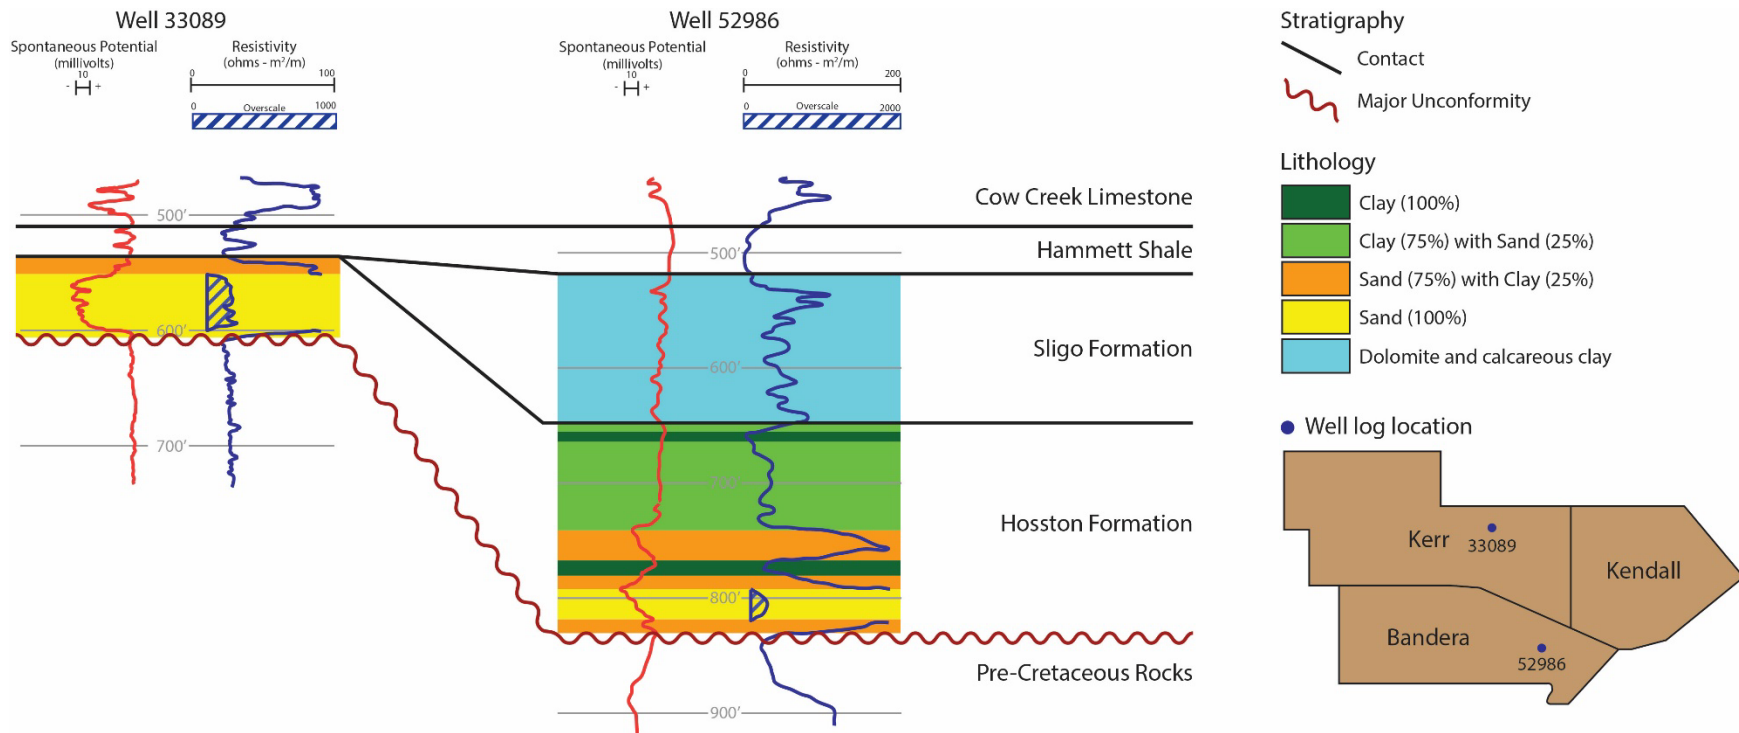 Well 33089
Spontaneous Potential
(millivolts)
10
- +
Resistivity
(ohms - m²/m)
0 100
0 Overscale 1000
500'
600'
700'
Well 52986
Spontaneous Potential
(millivolts)
10
- +
Resistivity
(ohms - m²/m)
0 200
0 Overscale 2000
500'
600'
700'
800'
900'
Cow Creek Limestone
Hammett Shale
Sligo Formation
Hosston Formation
Pre-Cretaceous Rocks
Stratigraphy
Contact
Major Unconformity
Lithology
Clay (100%)
Clay (75%) with Sand (25%)
Sand (75%) with Clay (25%)
Sand (100%)
Dolomite and calcareous clay
Well log location
Kerr
33089
Kendall
Bandera
52986